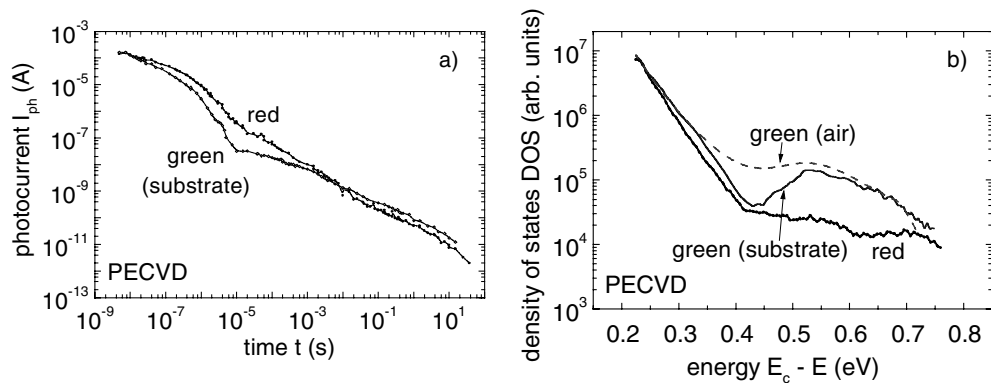 a)
photocurrent I_ph (A)
10^-3
10^-5
10^-7
10^-9
10^-11
10^-13
red
green
(substrate)
PECVD
10^-9 10^-7 10^-5 10^-3 10^-1 10^1
time t (s)
b)
density of states DOS (arb. units)
10^7
10^6
10^5
10^4
10^3
green (air)
green (substrate)
red
PECVD
0.2 0.3 0.4 0.5 0.6 0.7 0.8
energy E_c - E (eV)